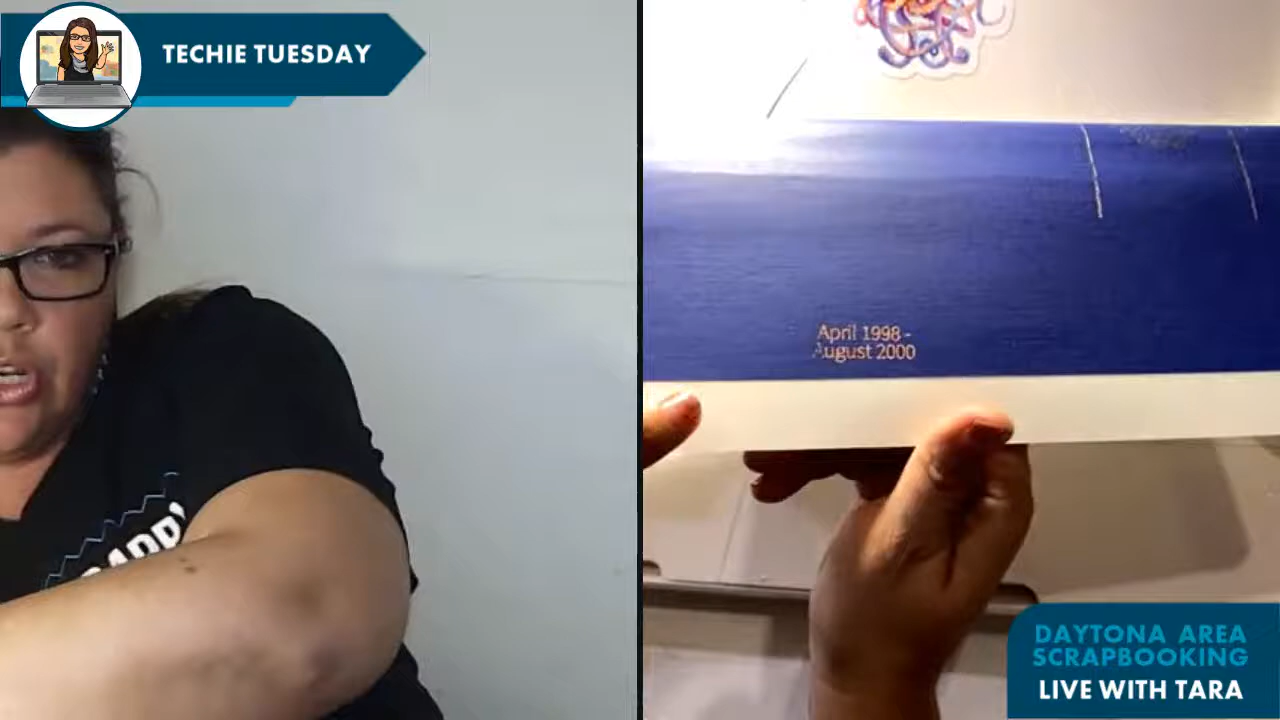 TECHIE TUESDAY
April 1998 -
August 2000
DAYTONA AREA
SCRAPBOOKING
LIVE WITH TARA